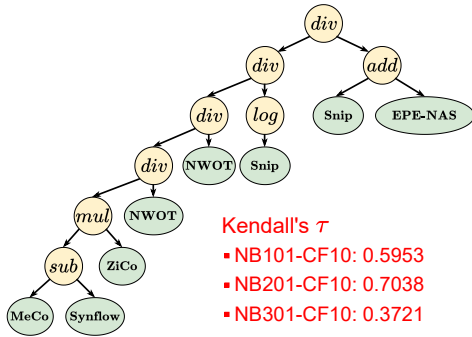 div
div
add
div
log
Snip
EPE-NAS
div
NWOT
Snip
mul
NWOT
sub
ZiCo
MeCo
Synflow
Kendall's τ
▪ NB101-CF10: 0.5953
▪ NB201-CF10: 0.7038
▪ NB301-CF10: 0.3721